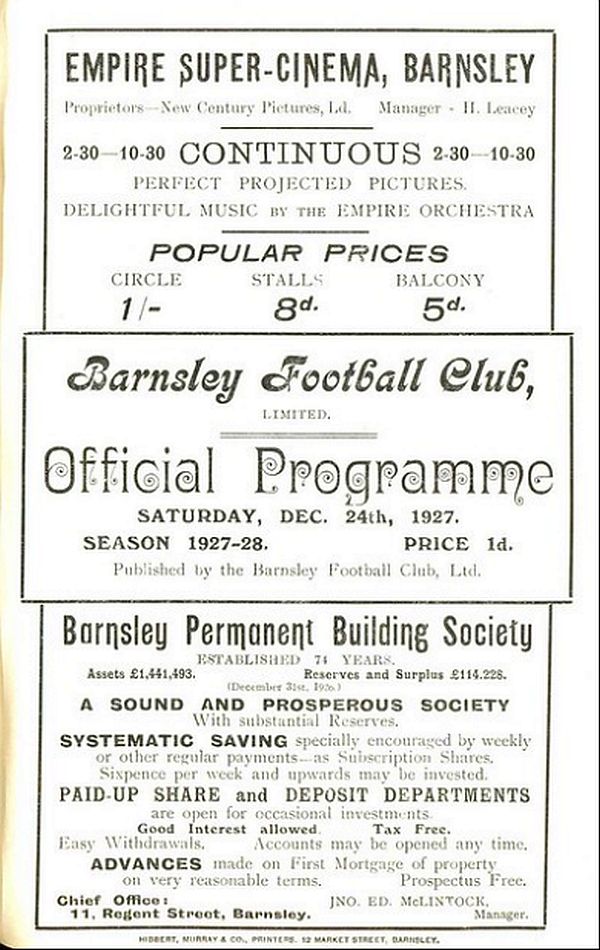 EMPIRE SUPER-CINEMA, BARNSLEY
Proprietors—New Century Pictures, Ld. Manager - H. Leacey
2-30—10-30 CONTINUOUS 2-30—10-30
PERFECT PROJECTED PICTURES.
DELIGHTFUL MUSIC BY THE EMPIRE ORCHESTRA
POPULAR PRICES
CIRCLE STALLS BALCONY
1/- 8d. 5d.
Barnsley Football Club,
LIMITED.
Official Programme
SATURDAY, DEC. 24th, 1927.
SEASON 1927-28. PRICE 1d.
Published by the Barnsley Football Club, Ltd.
Barnsley Permanent Building Society
ESTABLISHED 74 YEARS.
Assets £1,441,493. Reserves and Surplus £114,228.
(December 31st, 1926.)
A SOUND AND PROSPEROUS SOCIETY
With substantial Reserves.
SYSTEMATIC SAVING specially encouraged by weekly
or other regular payments—as Subscription Shares.
Sixpence per week and upwards may be invested.
PAID-UP SHARE and DEPOSIT DEPARTMENTS
are open for occasional investments.
Good Interest allowed. Tax Free.
Easy Withdrawals. Accounts may be opened any time.
ADVANCES made on First Mortgage of property
on very reasonable terms. Prospectus Free.
Chief Office: JNO. ED. McLINTOCK,
11, Regent Street, Barnsley. Manager.
HIBBERT, MURRAY & CO., PRINTERS, 12 MARKET STREET, BARNSLEY.